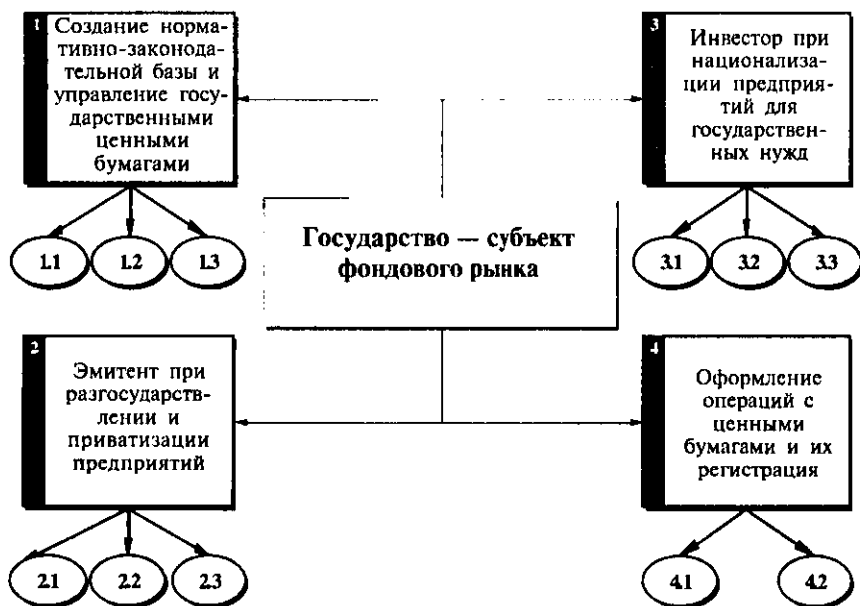 1
Создание норма-
тивно-законода-
тельной базы и
управление госу-
дарственными
ценными
бумагами
1.1 1.2 1.3
3
Инвестор при
национализа-
ции предприя-
тий для
государствен-
ных нужд
3.1 3.2 3.3
Государство — субъект
фондового рынка
2
Эмитент при
разгосударств-
лении и
приватизации
предприятий
2.1 2.2 2.3
4
Оформление
операций с
ценными
бумагами и их
регистрация
4.1 4.2